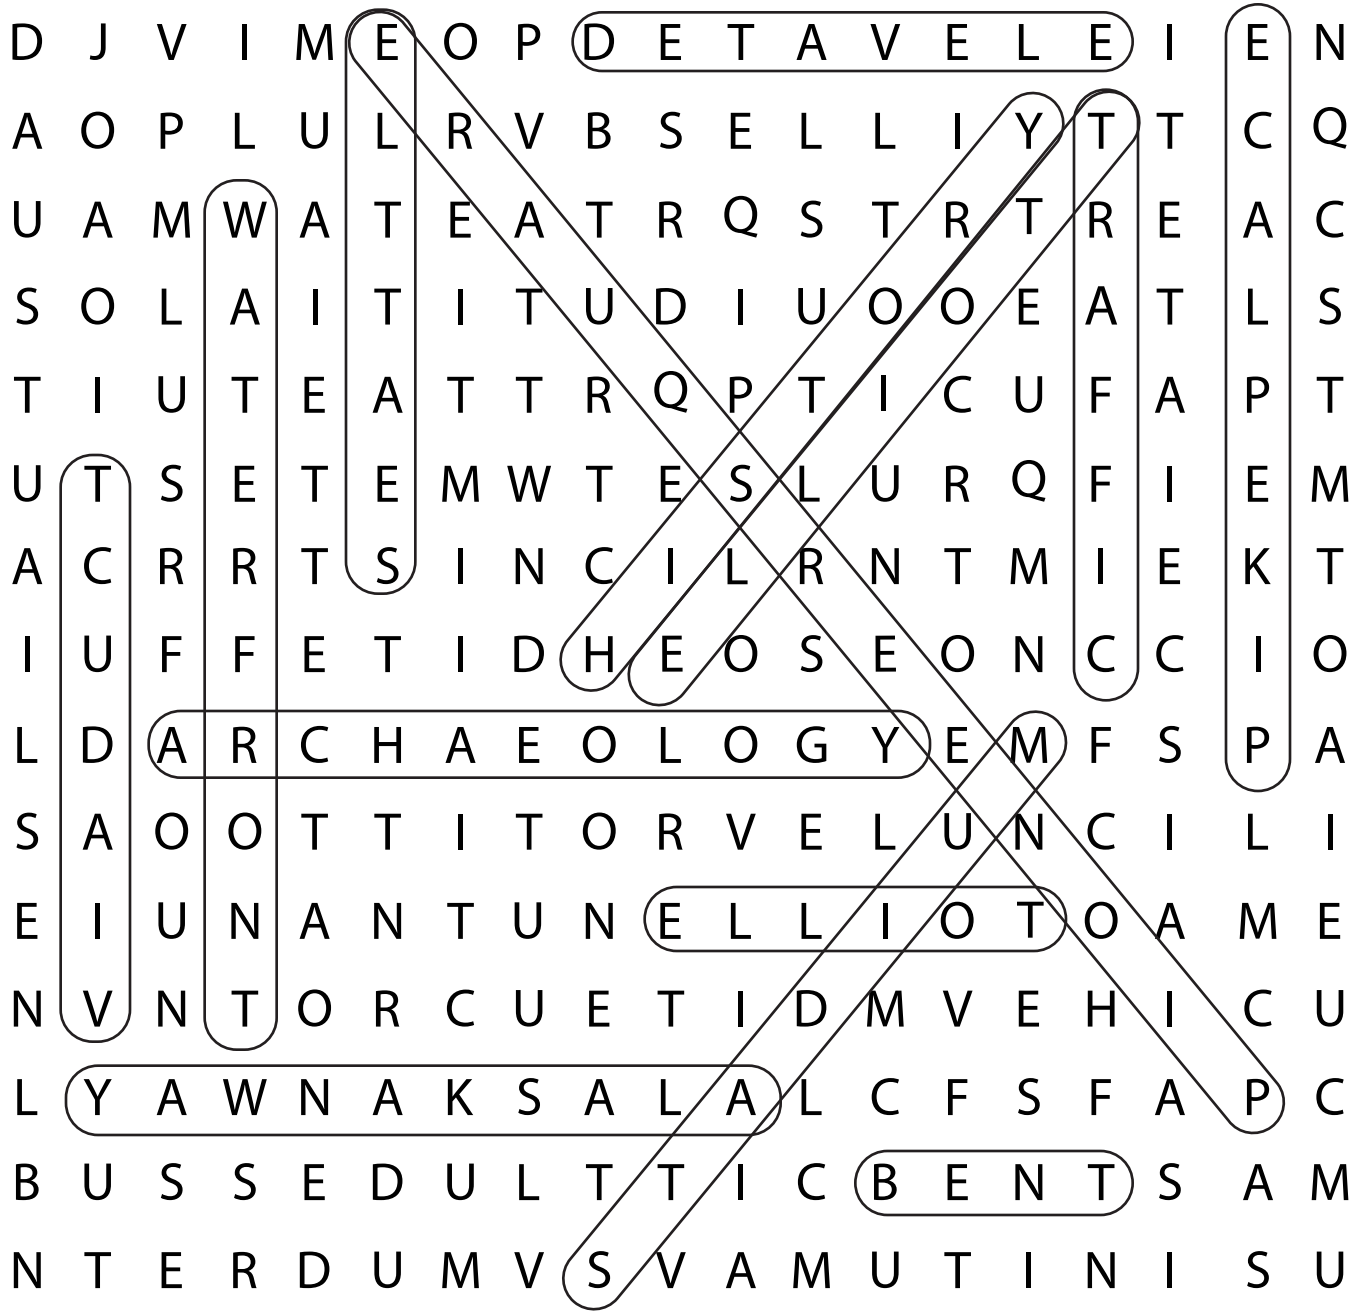 D J V I M E O P D E T A V E L E I E N
A O P L U L R V B S E L L I Y T T C Q
U A M W A T E A T R Q S T R T R E A C
S O L A I T I T U D I U O O E A T L S
T I U T E A T T R Q P T I C U F A P T
U T S E T E M W T E S L U R Q F I E M
A C R R T S I N C I L R N T M I E K T
I U F F E T I D H E O S E O N C C I O
L D A R C H A E O L O G Y E M F S P A
S A O O T T I T O R V E L U N C I L I
E I U N A N T U N E L L I O T O A M E
N V N T O R C U E T I D M V E H I C U
L Y A W N A K S A L A L C F S F A P C
B U S S E D U L T T I C B E N T S A M
N T E R D U M V S V A M U T I N I S U